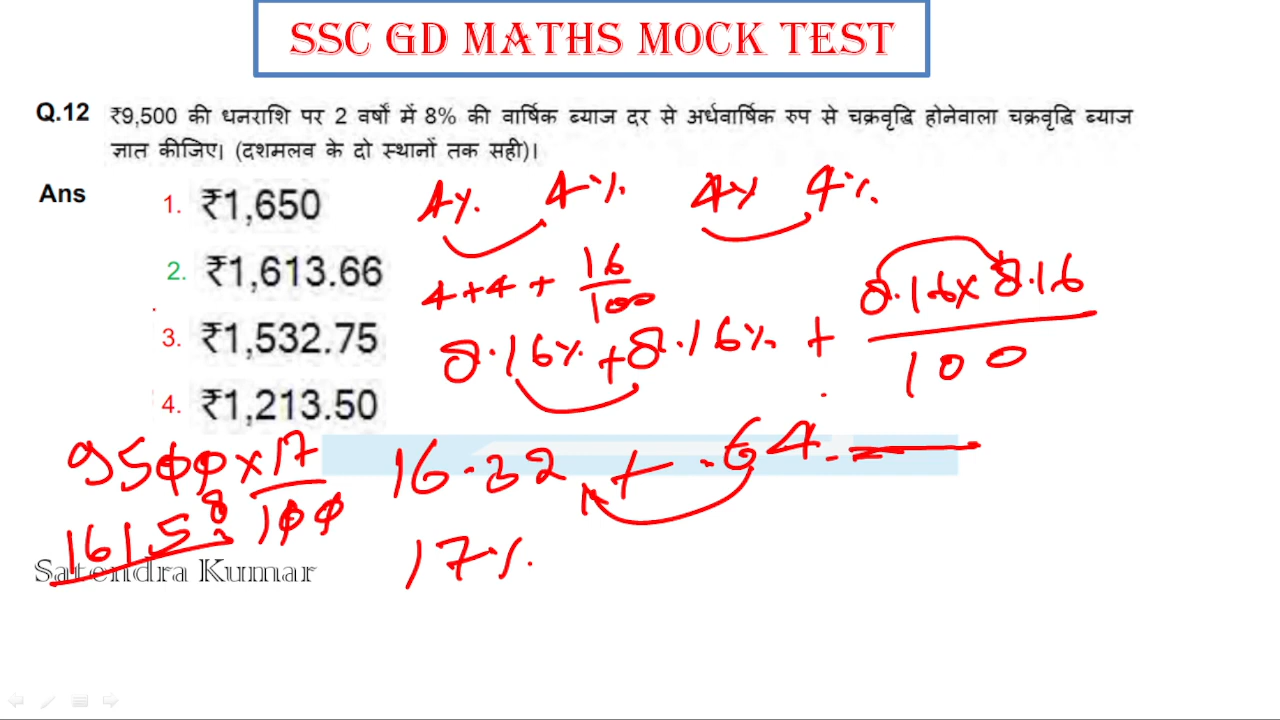 SSC GD MATHS MOCK TEST
Q.12 ₹9,500 की धनराशि पर 2 वर्षों में 8% की वार्षिक ब्याज दर से अर्धवार्षिक रुप से चक्रवृद्धि होनेवाला चक्रवृद्धि ब्याज
ज्ञात कीजिए। (दशमलव के दो स्थानों तक सही)।
Ans
1. ₹1,650
2. ₹1,613.66
3. ₹1,532.75
4. ₹1,213.50
4% 4% 4% 4%
4+4+ 16/100
8.16% + 8.16% + 8.16×8.16/100
16.32 + .64
17%
9500×17/100
Satendra Kumar